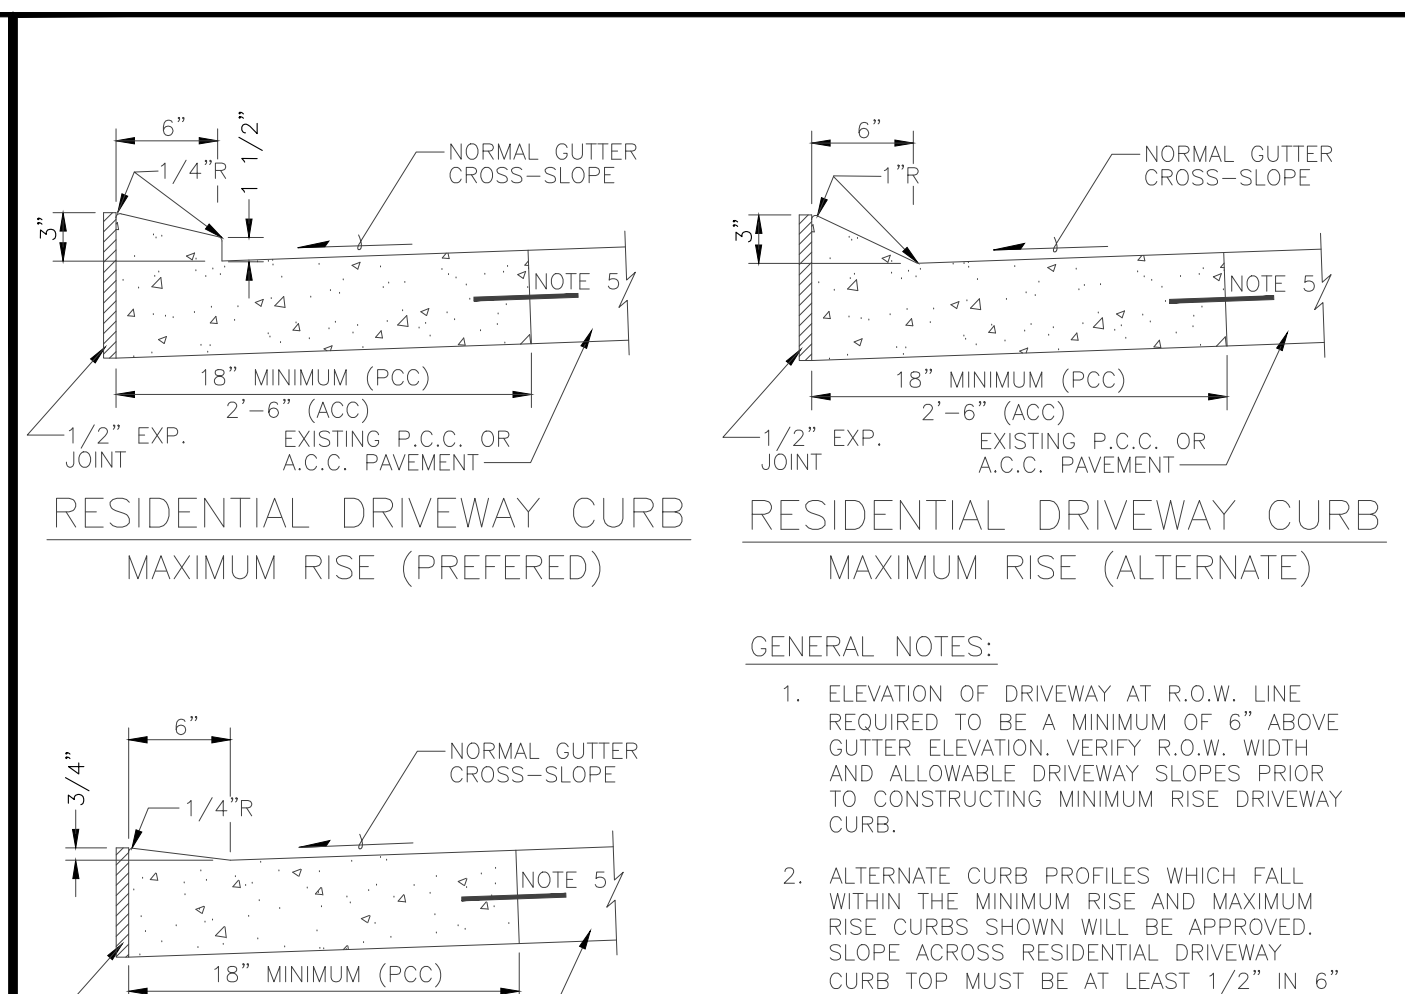 6"
1 1/2"
1/4"R
3"
NORMAL GUTTER
CROSS-SLOPE
NOTE 5
18" MINIMUM (PCC)
2'-6" (ACC)
1/2" EXP.
JOINT
EXISTING P.C.C. OR
A.C.C. PAVEMENT
RESIDENTIAL DRIVEWAY CURB
MAXIMUM RISE (PREFERED)
6"
1"R
3"
NORMAL GUTTER
CROSS-SLOPE
NOTE 5
18" MINIMUM (PCC)
2'-6" (ACC)
1/2" EXP.
JOINT
EXISTING P.C.C. OR
A.C.C. PAVEMENT
RESIDENTIAL DRIVEWAY CURB
MAXIMUM RISE (ALTERNATE)
6"
3/4"
1/4"R
NORMAL GUTTER
CROSS-SLOPE
NOTE 5
18" MINIMUM (PCC)
GENERAL NOTES:
1. ELEVATION OF DRIVEWAY AT R.O.W. LINE
REQUIRED TO BE A MINIMUM OF 6" ABOVE
GUTTER ELEVATION. VERIFY R.O.W. WIDTH
AND ALLOWABLE DRIVEWAY SLOPES PRIOR
TO CONSTRUCTING MINIMUM RISE DRIVEWAY
CURB.
2. ALTERNATE CURB PROFILES WHICH FALL
WITHIN THE MINIMUM RISE AND MAXIMUM
RISE CURBS SHOWN WILL BE APPROVED.
SLOPE ACROSS RESIDENTIAL DRIVEWAY
CURB TOP MUST BE AT LEAST 1/2" IN 6"